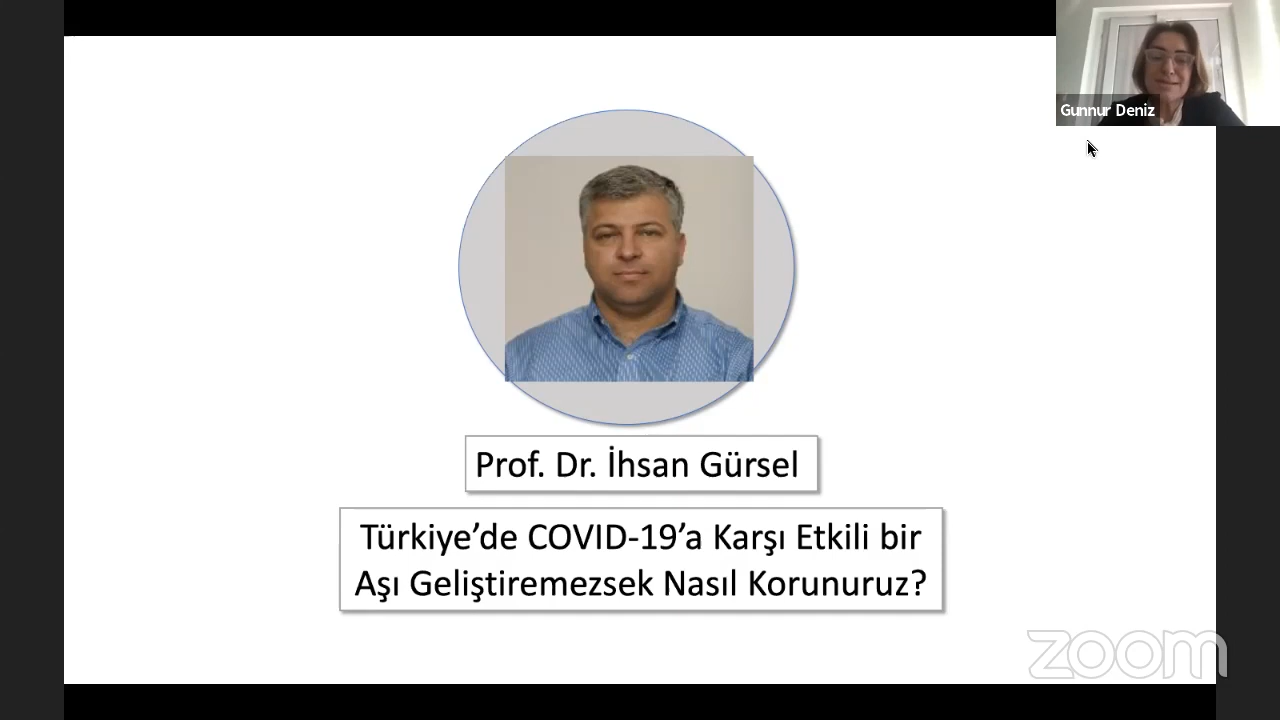 Gunnur Deniz
Prof. Dr. İhsan Gürsel
Türkiye’de COVID-19’a Karşı Etkili bir
Aşı Geliştiremezsek Nasıl Korunuruz?
zoom